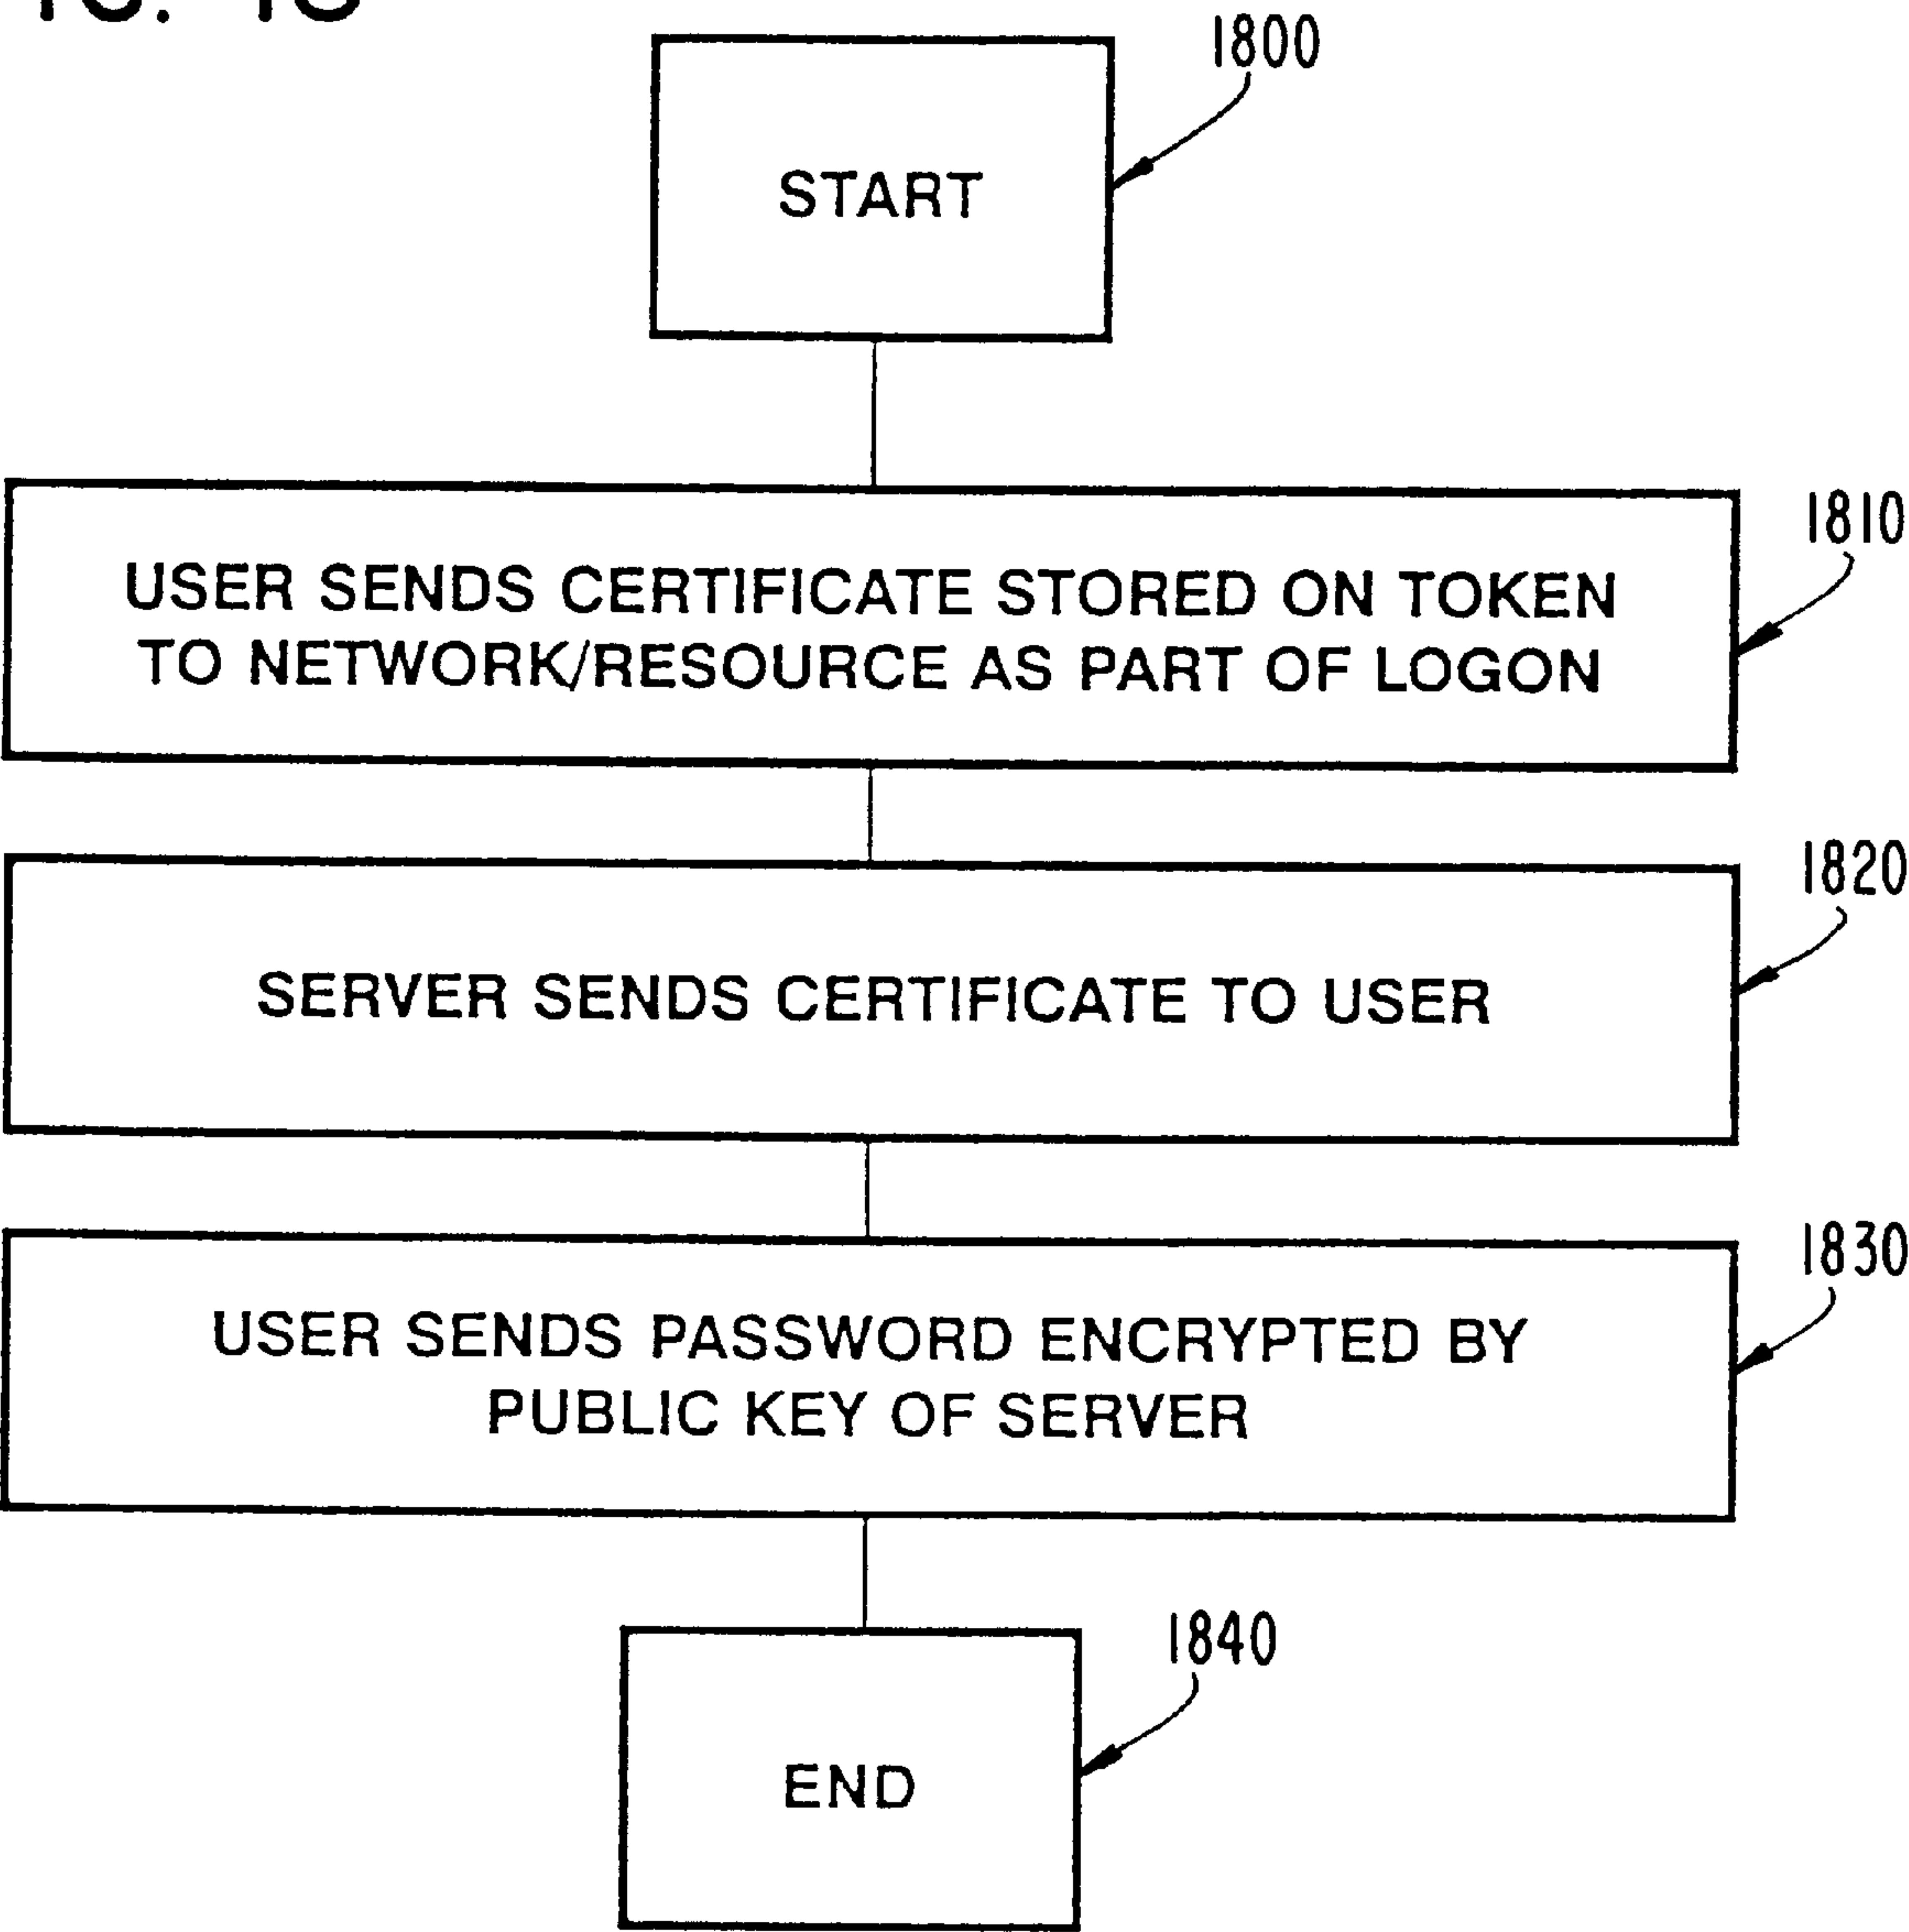 1800
START
1810
USER SENDS CERTIFICATE STORED ON TOKEN
TO NETWORK/RESOURCE AS PART OF LOGON
1820
SERVER SENDS CERTIFICATE TO USER
1830
USER SENDS PASSWORD ENCRYPTED BY
PUBLIC KEY OF SERVER
1840
END